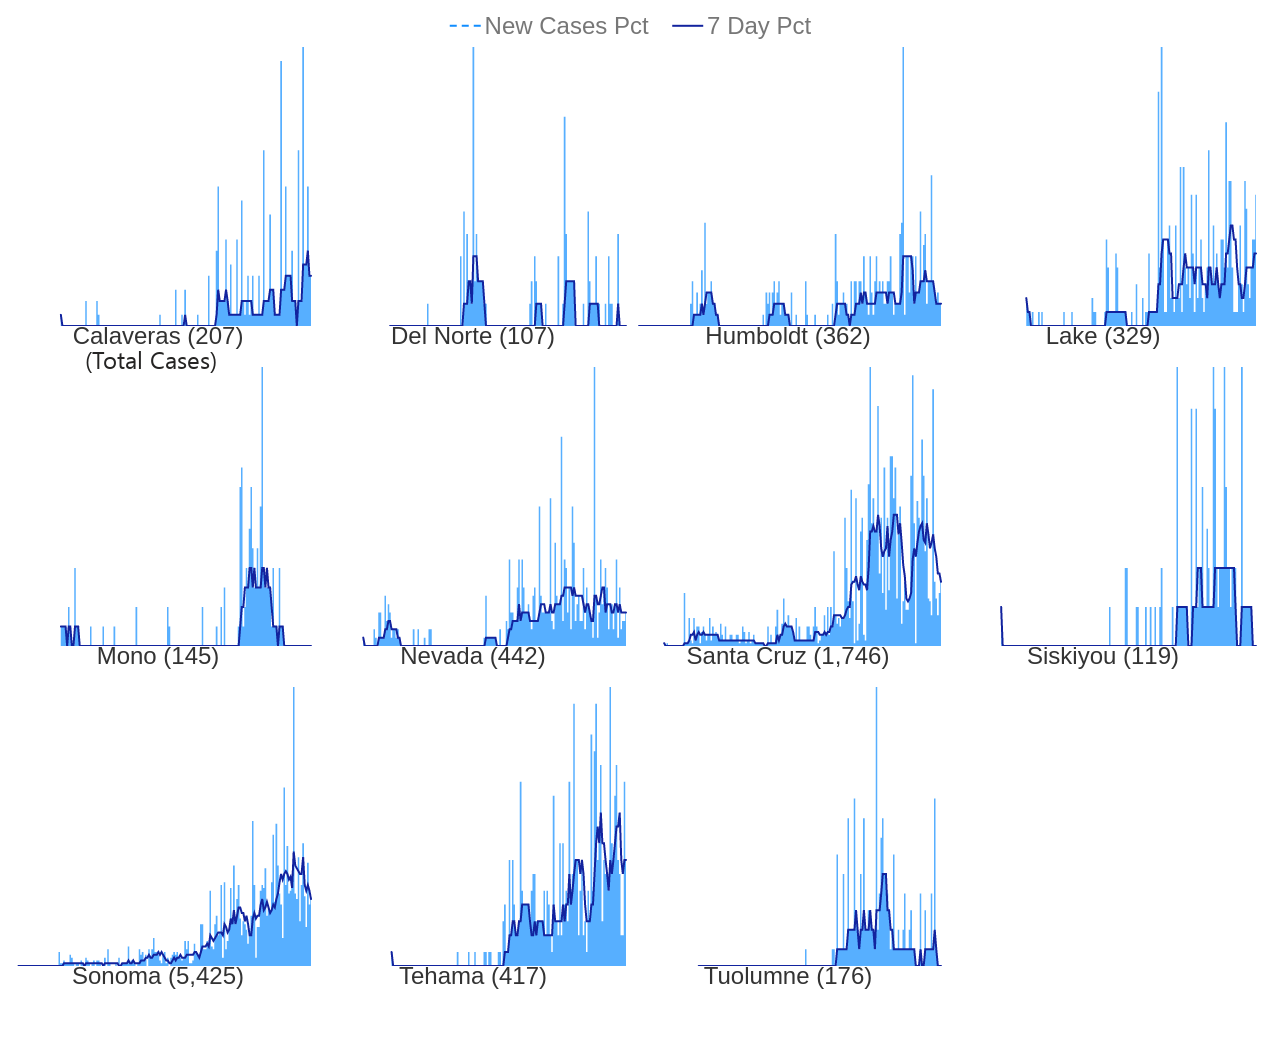 New Cases Pct 7 Day Pct
Calaveras (207) Del Norte (107) Humboldt (362) Lake (329)
(Total Cases)
Mono (145) Nevada (442) Santa Cruz (1,746) Siskiyou (119)
Sonoma (5,425) Tehama (417) Tuolumne (176)